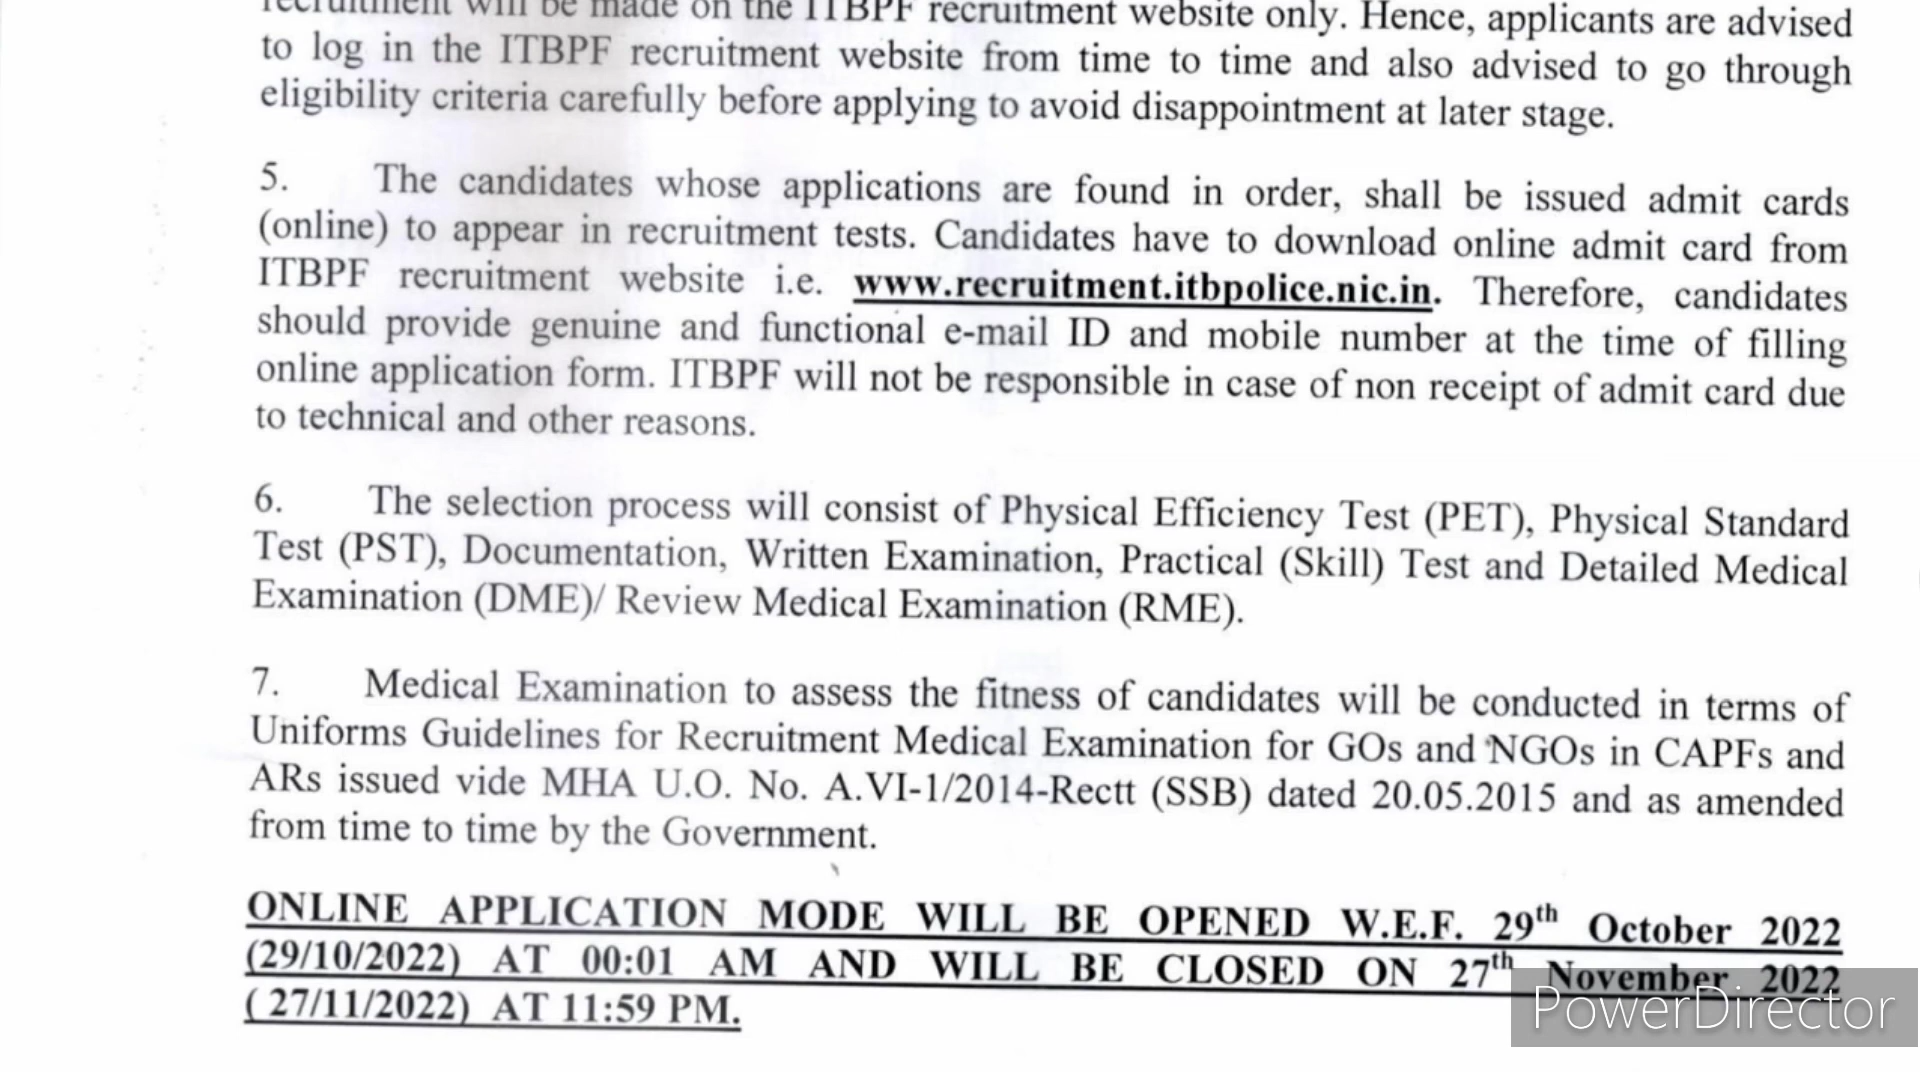 recruitment will be made on the ITBPF recruitment website only. Hence, applicants are advised
to log in the ITBPF recruitment website from time to time and also advised to go through
eligibility criteria carefully before applying to avoid disappointment at later stage.
5. The candidates whose applications are found in order, shall be issued admit cards
(online) to appear in recruitment tests. Candidates have to download online admit card from
ITBPF recruitment website i.e. www.recruitment.itbpolice.nic.in. Therefore, candidates
should provide genuine and functional e-mail ID and mobile number at the time of filling
online application form. ITBPF will not be responsible in case of non receipt of admit card due
to technical and other reasons.
6. The selection process will consist of Physical Efficiency Test (PET), Physical Standard
Test (PST), Documentation, Written Examination, Practical (Skill) Test and Detailed Medical
Examination (DME)/ Review Medical Examination (RME).
7. Medical Examination to assess the fitness of candidates will be conducted in terms of
Uniforms Guidelines for Recruitment Medical Examination for GOs and NGOs in CAPFs and
ARs issued vide MHA U.O. No. A.VI-1/2014-Rectt (SSB) dated 20.05.2015 and as amended
from time to time by the Government.
ONLINE APPLICATION MODE WILL BE OPENED W.E.F. 29th October 2022
(29/10/2022) AT 00:01 AM AND WILL BE CLOSED ON 27th November 2022
( 27/11/2022) AT 11:59 PM.
PowerDirector